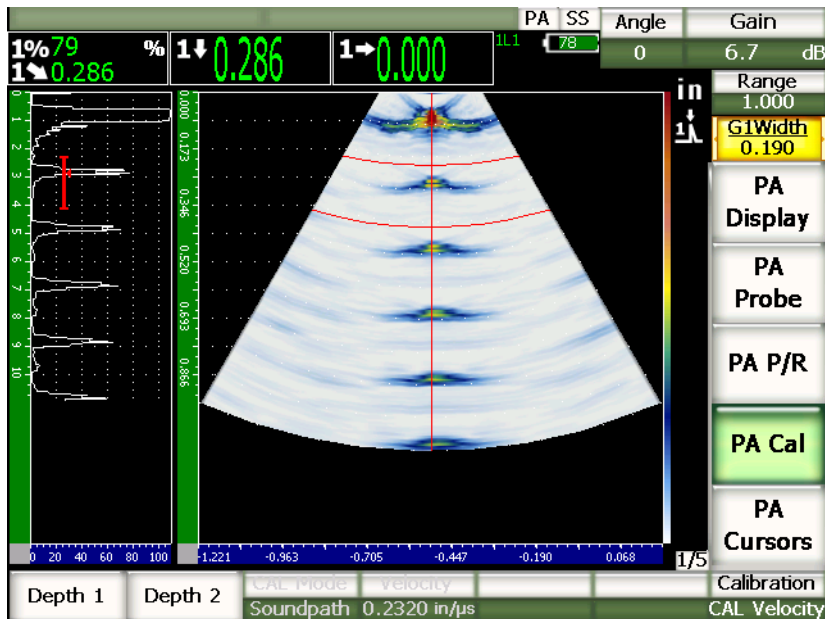 PA SS Angle Gain
1%79 %
1 0.286
1 0.286
1 0.000
1L1 78
0 6.7 dB
Range
1.000
in
1
G1Width
0.190
0 1 2 3 4 5 6 7 8 9 10
0.000 0.173 0.346 0.520 0.693 0.866
PA
Display
PA
Probe
PA P/R
PA Cal
PA
Cursors
0 20 40 60 80 100
-1.221 -0.963 -0.705 -0.447 -0.190 0.068
1/5
Depth 1 Depth 2
CAL Mode Velocity Calibration
Soundpath 0.2320 in/µs CAL Velocity